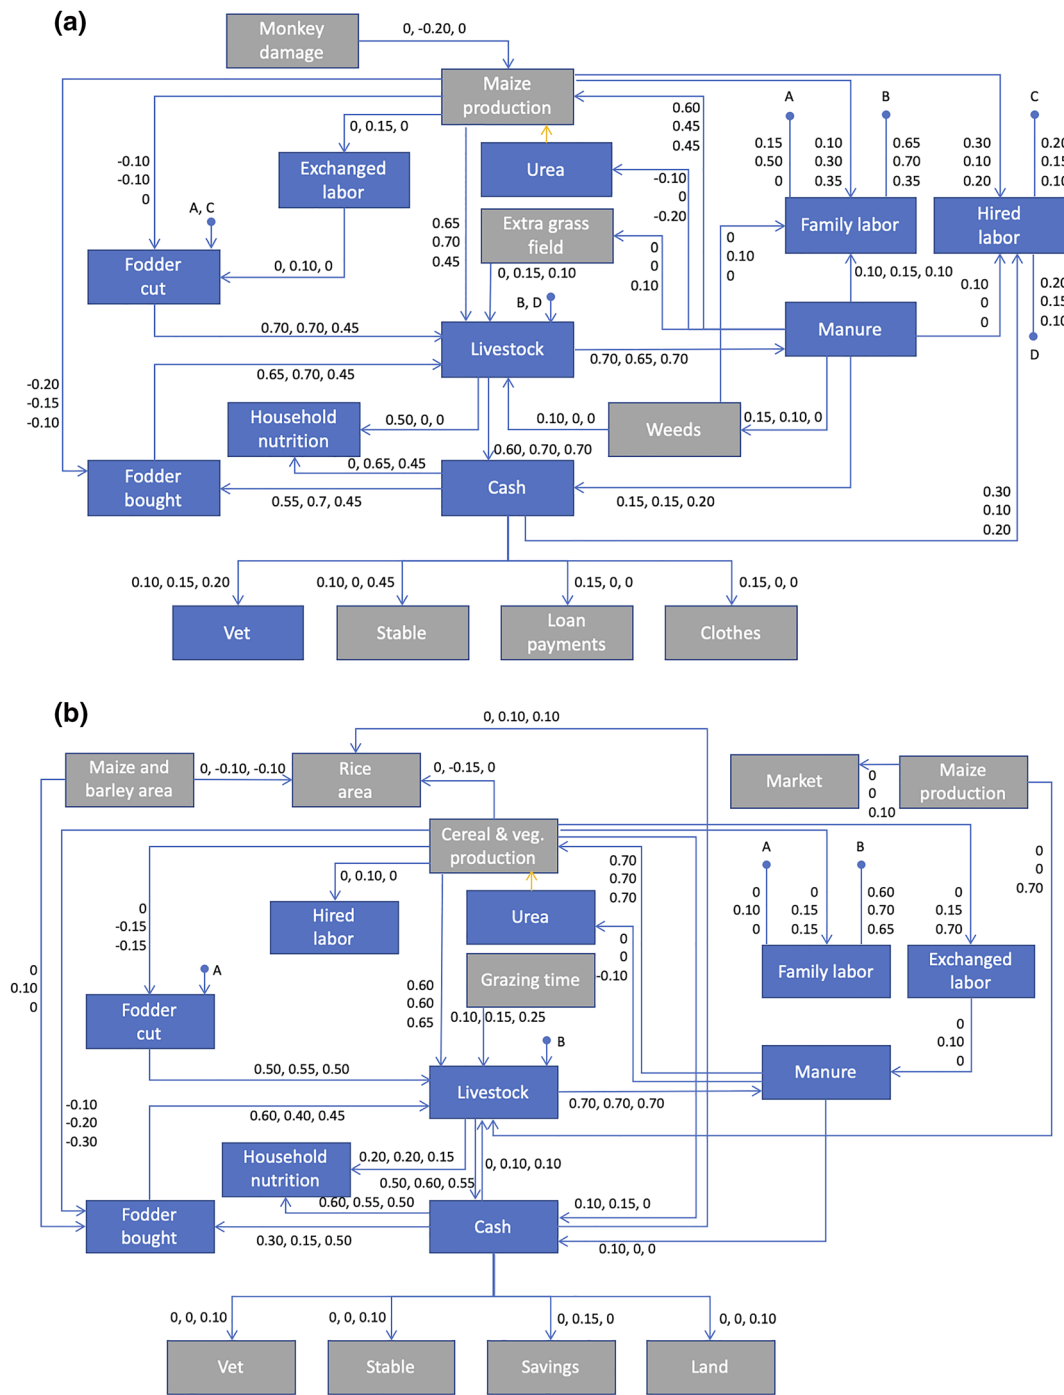 (a)
Monkey
damage
0, -0.20, 0
Maize
production
0, 0.15, 0
Exchanged
labor
-0.10
-0.10
0
A, C
Fodder
cut
0, 0.10, 0
0.65
0.70
0.45
Urea
Extra grass
field
0, 0.15, 0.10
0.60
0.45
0.45
-0.10
0
-0.20
0
0
0.10
A
B
C
0.15
0.50
0
0.10
0.30
0.35
0.65
0.70
0.35
0.30
0.10
0.20
0.20
0.15
0.10
Family labor
Hired
labor
0
0.10
0
0.10, 0.15, 0.10
0.10
0
0
0.20
0.15
0.10
D
B, D
0.70, 0.70, 0.45
Livestock
0.70, 0.65, 0.70
Manure
0.65, 0.70, 0.45
-0.20
-0.15
-0.10
Household
nutrition
0.50, 0, 0
0.10, 0, 0
Weeds
0.15, 0.10, 0
0.60, 0.70, 0.70
0, 0.65, 0.45
Fodder
bought
0.55, 0.7, 0.45
Cash
0.15, 0.15, 0.20
0.30
0.10
0.20
0.10, 0.15, 0.20
0.10, 0, 0.45
0.15, 0, 0
0.15, 0, 0
Vet
Stable
Loan
payments
Clothes
(b)
0, 0.10, 0.10
Maize and
barley area
0, -0.10, -0.10
Rice
area
0, -0.15, 0
Market
0
0
0.10
Maize
production
Cereal & veg.
production
0, 0.10, 0
Hired
labor
0
-0.15
-0.15
0.70
0.70
0.70
Urea
0
0
-0.10
Grazing time
0.10, 0.15, 0.25
A
B
0
0.10
0
0
0.15
0.15
0.60
0.70
0.65
0
0.15
0.70
0
0
0.70
Family labor
Exchanged
labor
0
0.10
0
0
0.10
0
A
Fodder
cut
0.60
0.60
0.65
B
0.50, 0.55, 0.50
Livestock
0.70, 0.70, 0.70
Manure
0.60, 0.40, 0.45
-0.10
-0.20
-0.30
Household
nutrition
0.20, 0.20, 0.15
0, 0.10, 0.10
0.50, 0.60, 0.55
0.60, 0.55, 0.50
0.10, 0.15, 0
Fodder
bought
0.30, 0.15, 0.50
Cash
0.10, 0, 0
0, 0, 0.10
0, 0, 0.10
0, 0.15, 0
0, 0, 0.10
Vet
Stable
Savings
Land